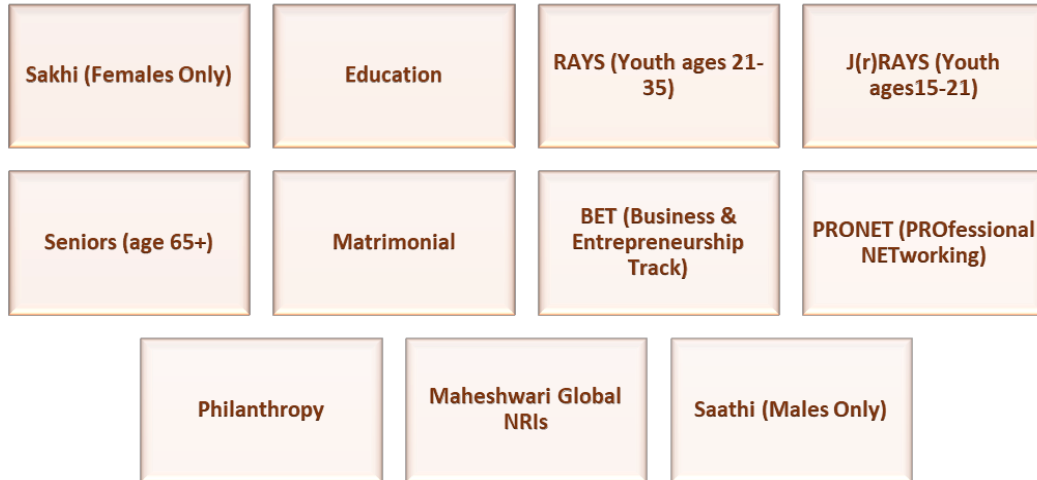 Sakhi (Females Only)
Education
RAYS (Youth ages 21-
35)
J(r)RAYS (Youth
ages15-21)
Seniors (age 65+)
Matrimonial
BET (Business &
Entrepreneurship
Track)
PRONET (PROfessional
NETworking)
Philanthropy
Maheshwari Global
NRIs
Saathi (Males Only)